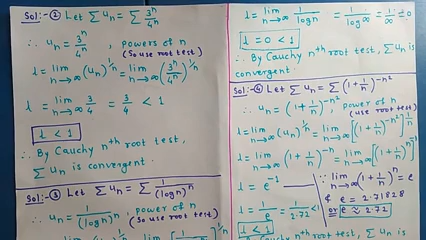 Sol:-② Let Σ uₙ = Σ 3ⁿ/4ⁿ
∴ uₙ = 3ⁿ/4ⁿ, powers of n
(So use root test)
l = lim n→∞ (uₙ)^1/n = lim n→∞ (3ⁿ/4ⁿ)^1/n
l = lim n→∞ 3/4 = 3/4 < 1
l < 1
∴ By Cauchy nth root test,
Σ uₙ is convergent.
Sol:-③ Let Σ uₙ = Σ 1/(log n)ⁿ
∴ uₙ = 1/(log n)ⁿ, powers of n
(So use root test)
l = lim n→∞ 1/log n = 1/log∞ = 1/∞ = 0
l = 0 < 1
∴ By Cauchy nth root test, Σ uₙ is
convergent.
Sol:-④ Let Σ uₙ = Σ (1+1/n)^-n²
∴ uₙ = (1+1/n)^-n², power of n
(use root test)
l = lim n→∞ (uₙ)^1/n = lim n→∞ [(1+1/n)^-n²]^1/n
l = lim n→∞ (1+1/n)^-n = lim n→∞ [(1+1/n)ⁿ]^-1
l = e^-1
∵ lim n→∞ (1+1/n)ⁿ = e
& e = 2.71828
or e ≈ 2.72
l = 1/e = 1/2.72 < 1
l < 1
nth root test, Σ uₙ is